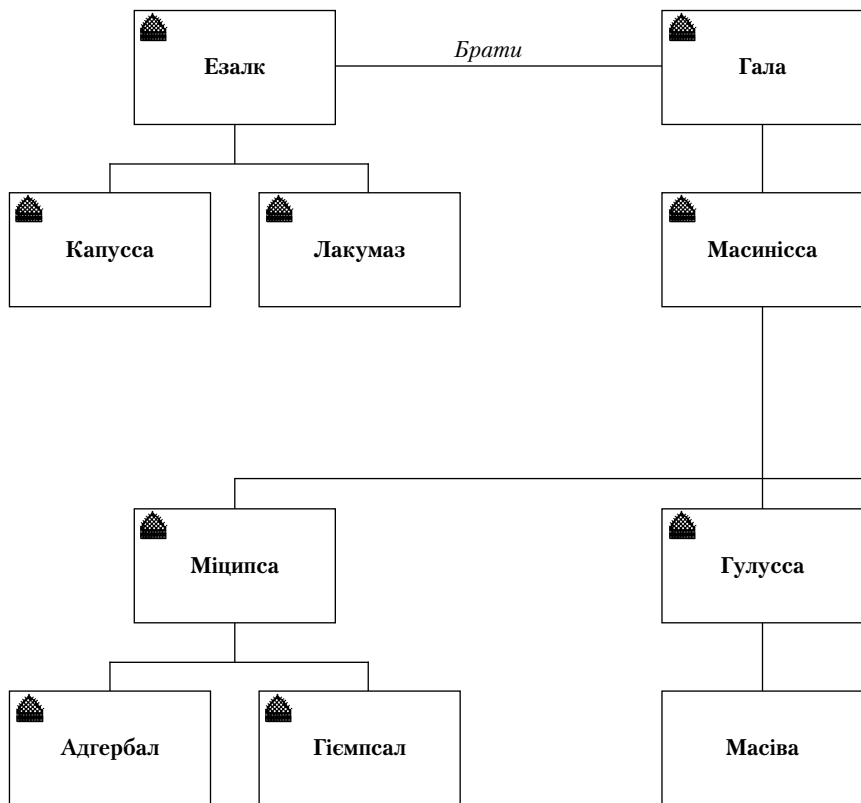 Езалк
Брати
Гала
Капусса
Лакумаз
Масинісса
Міципса
Гулусса
Адгербал
Гіємпсал
Масіва